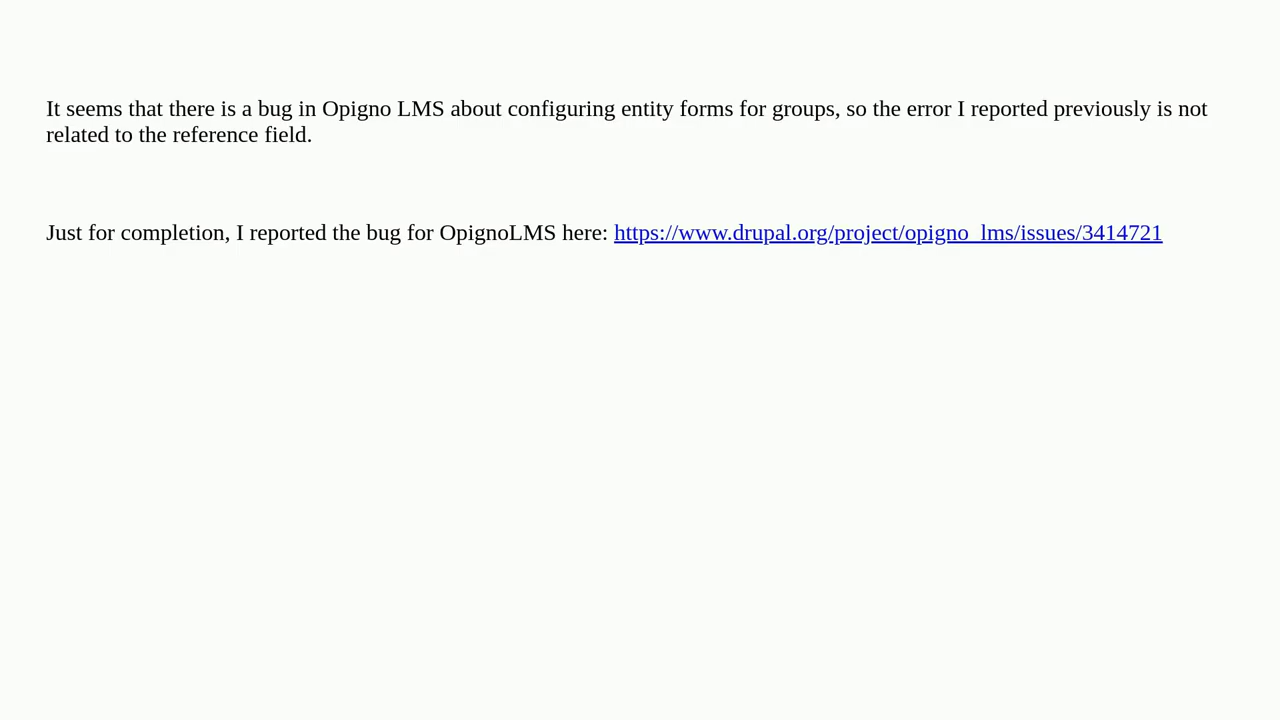 It seems that there is a bug in Opigno LMS about configuring entity forms for groups, so the error I reported previously is not
related to the reference field.
Just for completion, I reported the bug for OpignoLMS here: https://www.drupal.org/project/opigno_lms/issues/3414721